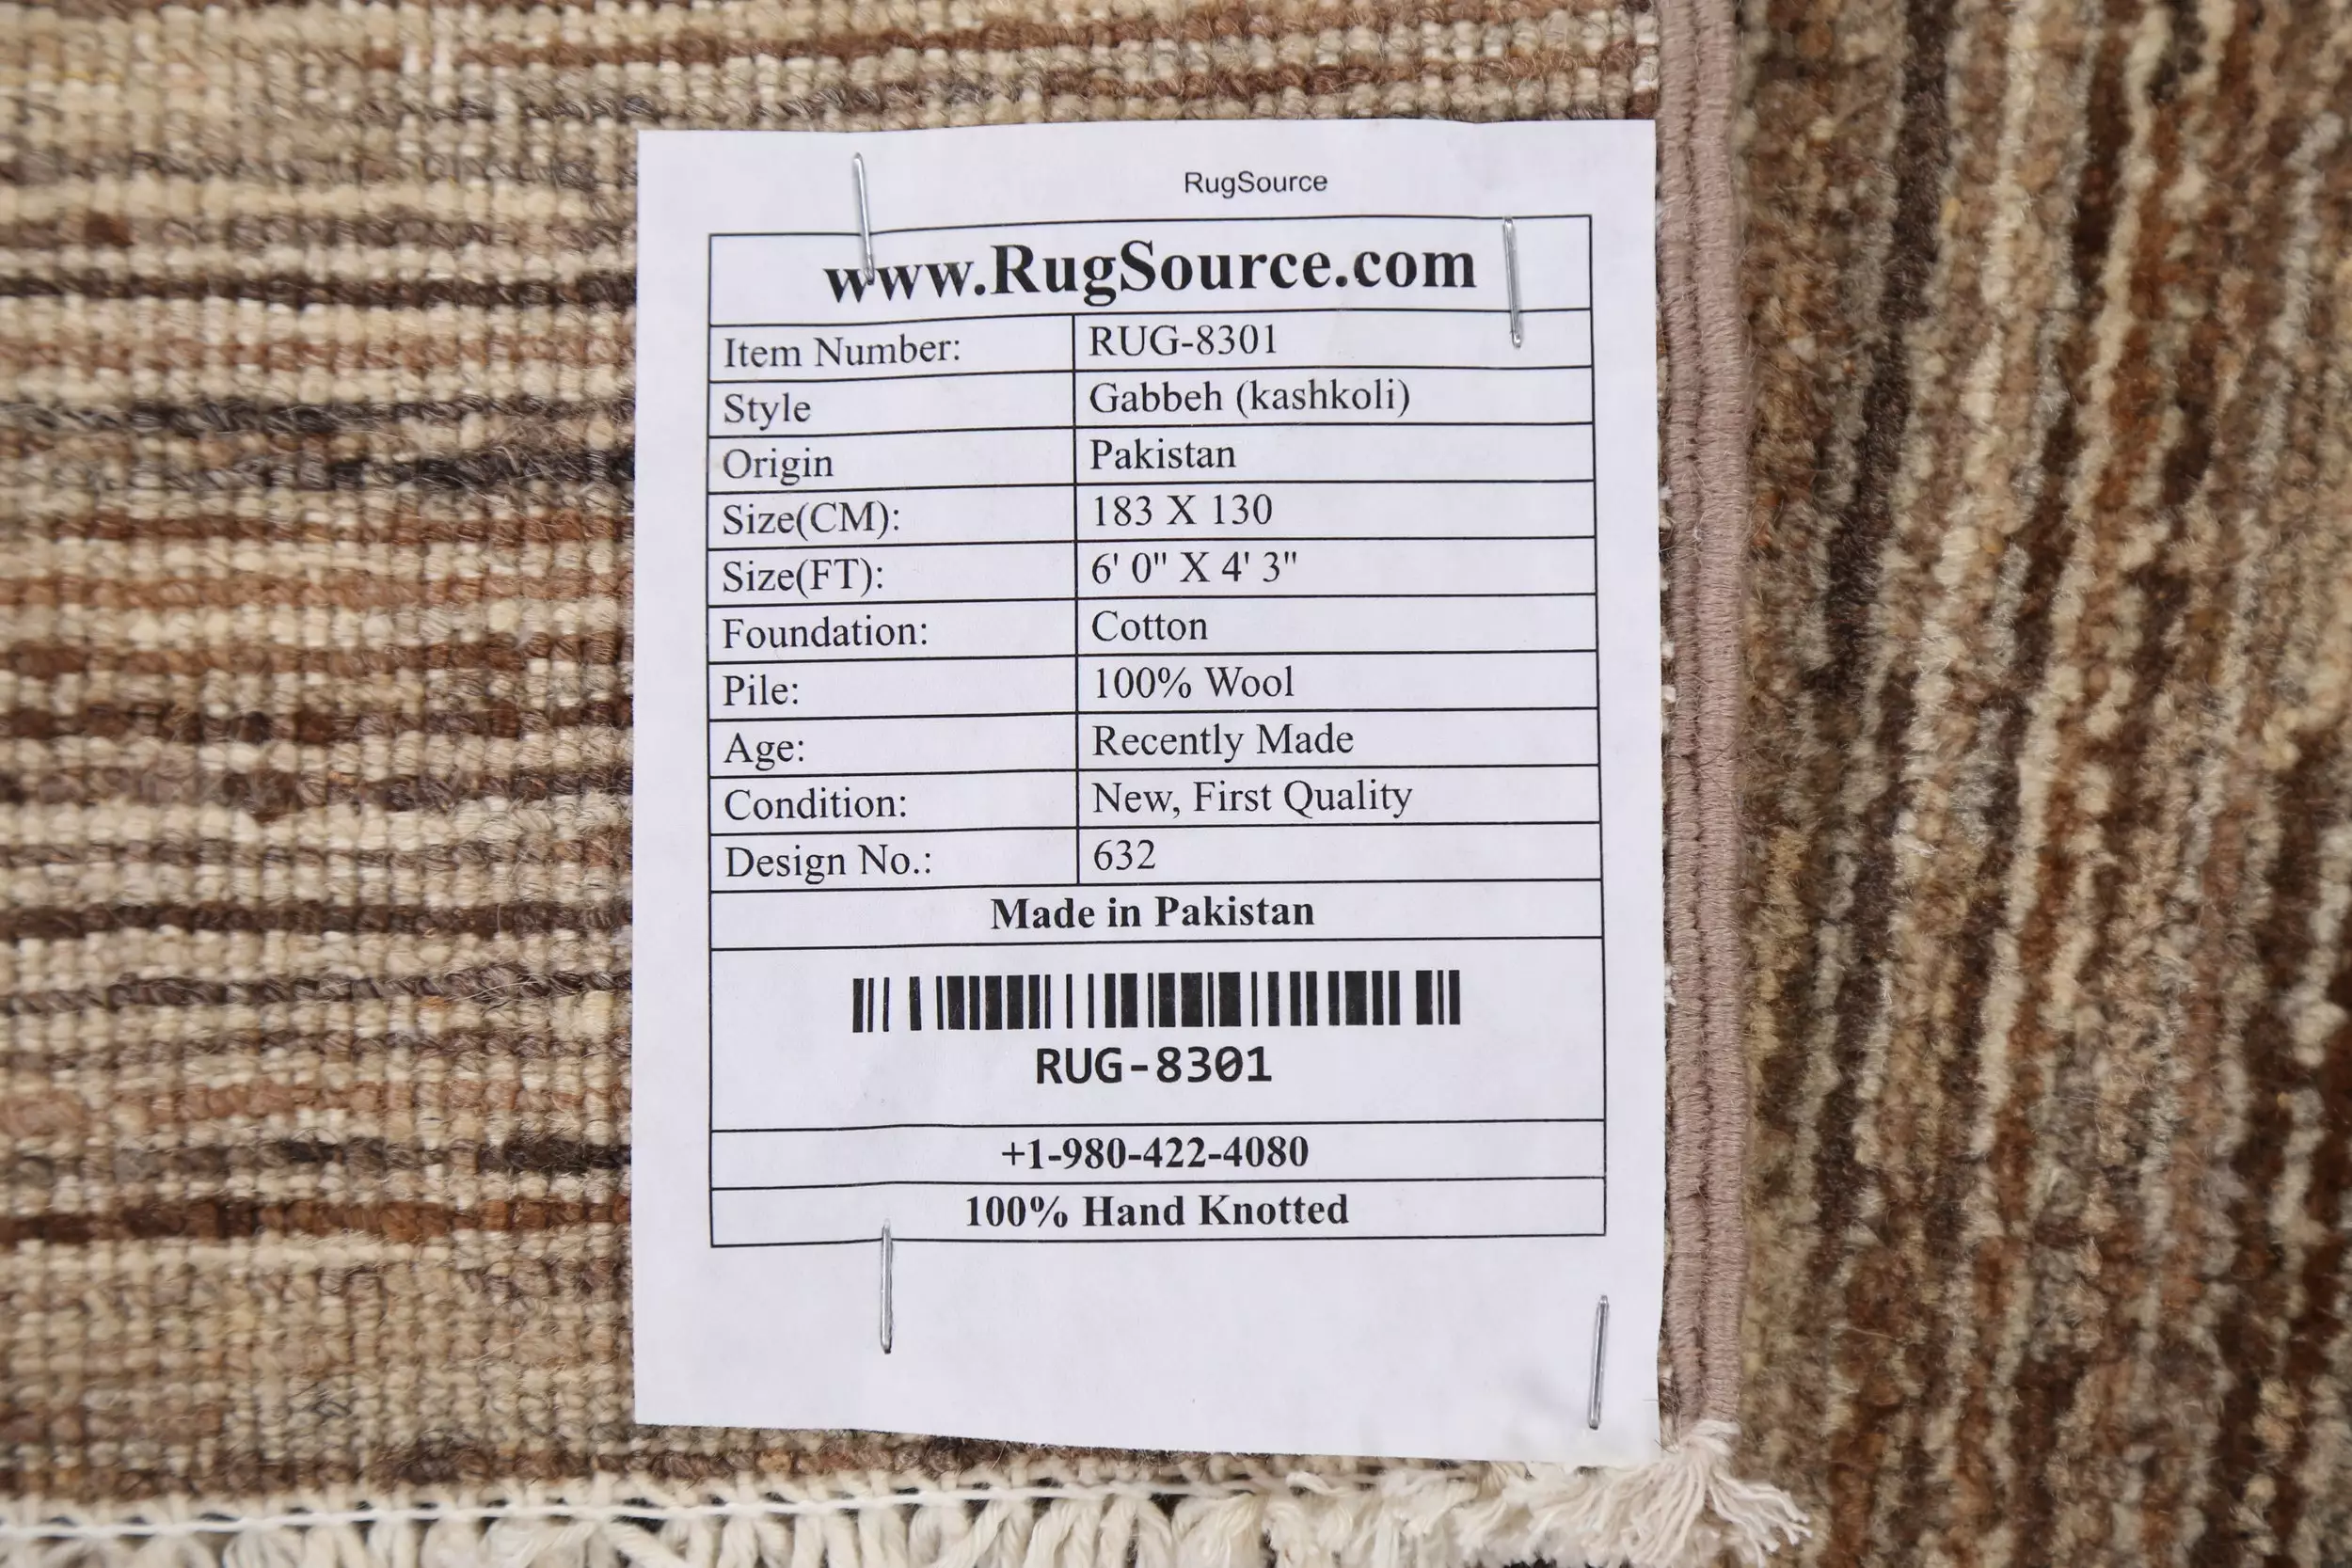 RugSource
www.RugSource.com
Item Number: RUG-8301
Style Gabbeh (kashkoli)
Origin Pakistan
Size(CM): 183 X 130
Size(FT): 6' 0" X 4' 3"
Foundation: Cotton
Pile: 100% Wool
Age: Recently Made
Condition: New, First Quality
Design No.: 632
Made in Pakistan
RUG-8301
+1-980-422-4080
100% Hand Knotted